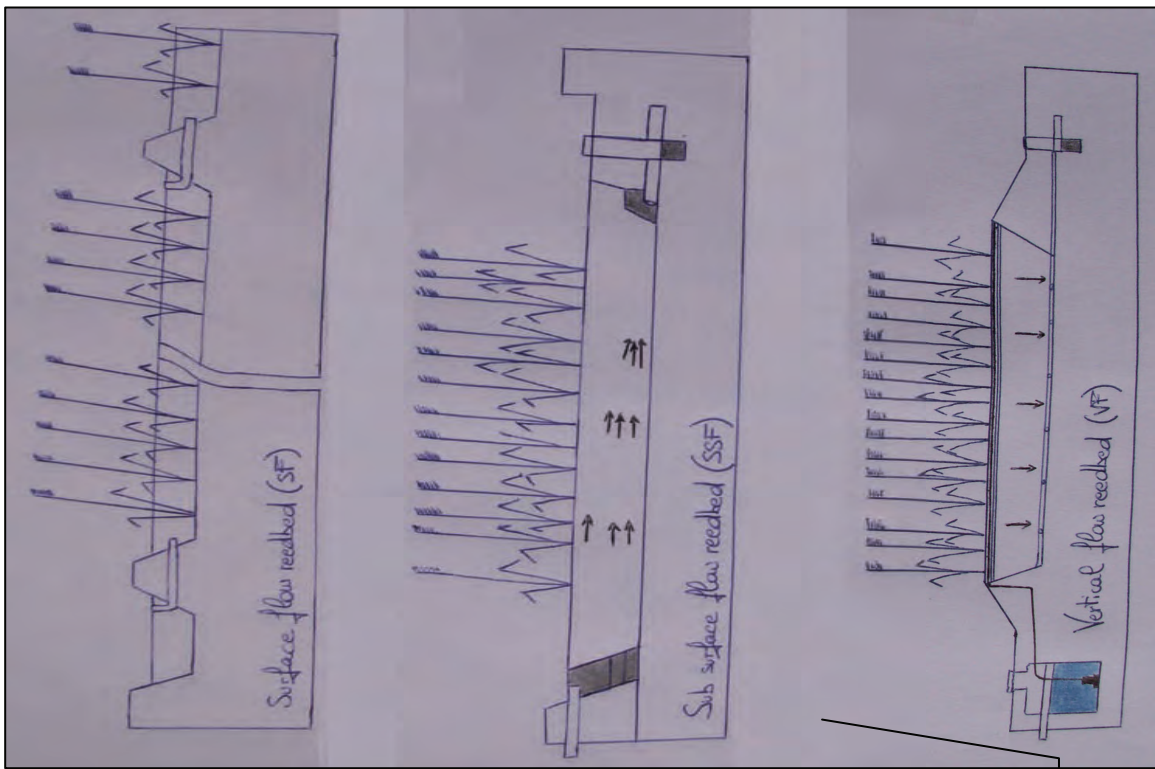 Surface flow reedbed (SF)
Sub surface flow reedbed (SSF)
Vertical flow reedbed (VF)